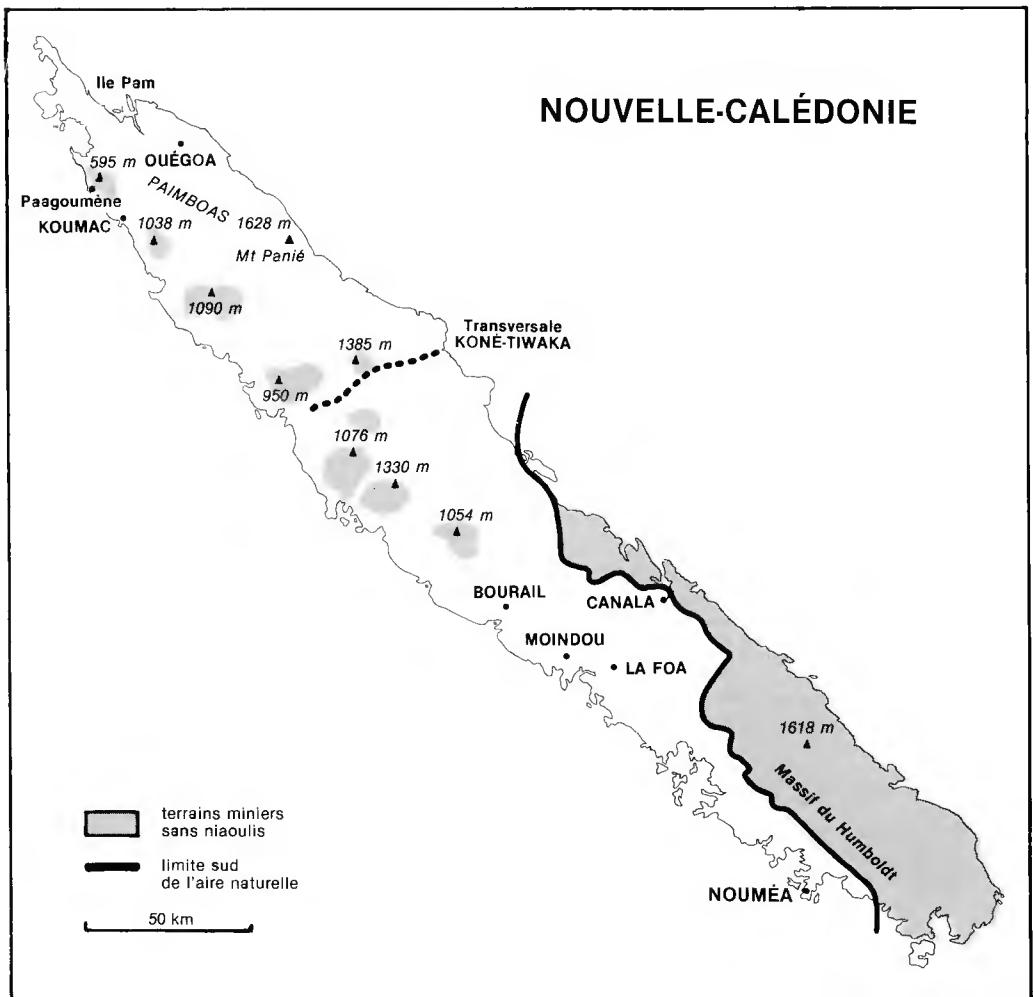 NOUVELLE-CALÉDONIE
Ile Pam
OUÉGOA
595 m
PAIMBOAS
Paagoumène
KOUMAC
1038 m
1628 m
Mt Panié
1090 m
Transversale
KONÉ-TIWAKA
1385 m
950 m
1076 m
1330 m
1054 m
BOURAIL
CANALA
MOINDOU
LA FOA
1618 m
Massif du Humboldt
NOUMÉA
terrains miniers
sans niaoulis
limite sud
de l'aire naturelle
50 km